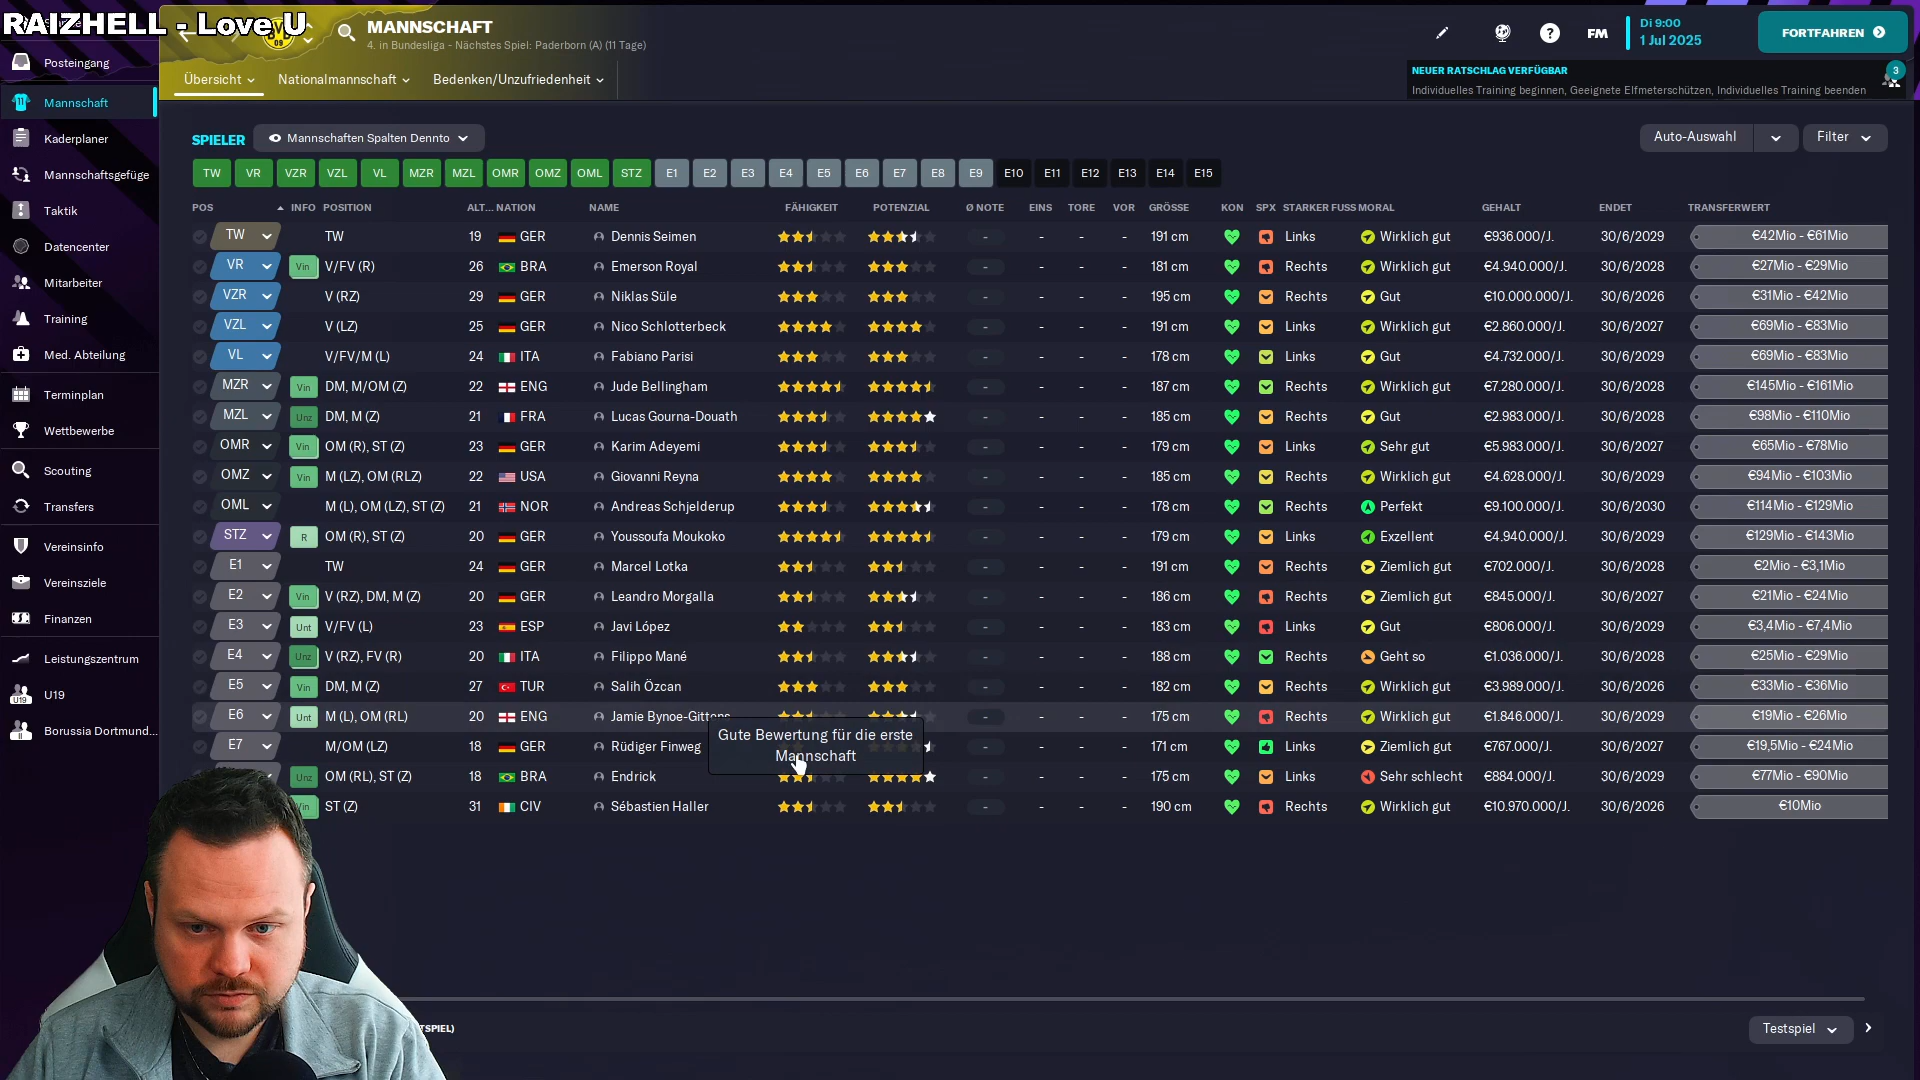 RAIZHELL - Love U
MANNSCHAFT
4. in Bundesliga - Nächstes Spiel: Paderborn (A) (11 Tage)
FM
Di 9:00
1 Jul 2025
FORTFAHREN
Posteingang
Mannschaft
Kaderplaner
Mannschaftsgefüge
Taktik
Datencenter
Mitarbeiter
Training
Med. Abteilung
Terminplan
Wettbewerbe
Scouting
Transfers
Vereinsinfo
Vereinsziele
Finanzen
Leistungszentrum
U19
Borussia Dortmund...
Übersicht Nationalmannschaft Bedenken/Unzufriedenheit
NEUER RATSCHLAG VERFÜGBAR 3
Individuelles Training beginnen, Geeignete Elfmeterschützen, Individuelles Training beenden
SPIELER Mannschaften Spalten Dennto Auto-Auswahl Filter
TW VR VZR VZL VL MZR MZL OMR OMZ OML STZ E1 E2 E3 E4 E5 E6 E7 E8 E9 E10 E11 E12 E13 E14 E15
POS INFO POSITION ALT... NATION NAME FÄHIGKEIT POTENZIAL Ø NOTE EINS TORE VOR GRÖSSE KON SPX STARKER FUSS MORAL GEHALT ENDET TRANSFERWERT
TW TW 19 GER Dennis Seimen - - - - 191 cm Links Wirklich gut €936.000/J. 30/6/2029 €42Mio - €61Mio
VR Vin V/FV (R) 26 BRA Emerson Royal - - - - 181 cm Rechts Wirklich gut €4.940.000/J. 30/6/2028 €27Mio - €29Mio
VZR V (RZ) 29 GER Niklas Süle - - - - 195 cm Rechts Gut €10.000.000/J. 30/6/2026 €31Mio - €42Mio
VZL V (LZ) 25 GER Nico Schlotterbeck - - - - 191 cm Links Wirklich gut €2.860.000/J. 30/6/2027 €69Mio - €83Mio
VL V/FV/M (L) 24 ITA Fabiano Parisi - - - - 178 cm Links Gut €4.732.000/J. 30/6/2029 €69Mio - €83Mio
MZR Vin DM, M/OM (Z) 22 ENG Jude Bellingham - - - - 187 cm Rechts Wirklich gut €7.280.000/J. 30/6/2028 €145Mio - €161Mio
MZL Unz DM, M (Z) 21 FRA Lucas Gourna-Douath - - - - 185 cm Rechts Gut €2.983.000/J. 30/6/2028 €98Mio - €110Mio
OMR Vin OM (R), ST (Z) 23 GER Karim Adeyemi - - - - 179 cm Links Sehr gut €5.983.000/J. 30/6/2027 €65Mio - €78Mio
OMZ Vin M (LZ), OM (RLZ) 22 USA Giovanni Reyna - - - - 185 cm Rechts Wirklich gut €4.628.000/J. 30/6/2028 €94Mio - €103Mio
OML M (L), OM (LZ), ST (Z) 21 NOR Andreas Schjelderup - - - - 178 cm Rechts Perfekt €9.100.000/J. 30/6/2030 €114Mio - €129Mio
STZ R OM (R), ST (Z) 20 GER Youssoufa Moukoko - - - - 179 cm Links Exzellent €4.940.000/J. 30/6/2029 €129Mio - €143Mio
E1 TW 24 GER Marcel Lotka - - - - 191 cm Rechts Ziemlich gut €702.000/J. 30/6/2028 €2Mio - €3,1Mio
E2 Vin V (RZ), DM, M (Z) 20 GER Leandro Morgalla - - - - 186 cm Rechts Ziemlich gut €845.000/J. 30/6/2027 €21Mio - €24Mio
E3 Unt V/FV (L) 23 ESP Javi López - - - - 183 cm Links Gut €806.000/J. 30/6/2029 €3,4Mio - €7,4Mio
E4 Unz V (RZ), FV (R) 20 ITA Filippo Mané - - - - 188 cm Rechts Geht so €1.036.000/J. 30/6/2028 €25Mio - €29Mio
E5 Vin DM, M (Z) 27 TUR Salih Özcan - - - - 182 cm Rechts Wirklich gut €3.989.000/J. 30/6/2026 €33Mio - €36Mio
E6 Unt M (L), OM (RL) 20 ENG Jamie Bynoe-Gittens - - - - 175 cm Rechts Wirklich gut €1.846.000/J. 30/6/2029 €19Mio - €26Mio
E7 M/OM (LZ) 18 GER Rüdiger Finweg - - - 171 cm Links Ziemlich gut €767.000/J. 30/6/2027 €19,5Mio - €24Mio
Unz OM (RL), ST (Z) 18 BRA Endrick - - - - 175 cm Links Sehr schlecht €884.000/J. 30/6/2029 €77Mio - €90Mio
Vin ST (Z) 31 CIV Sébastien Haller - - - - 190 cm Rechts Wirklich gut €10.970.000/J. 30/6/2026 €10Mio
Gute Bewertung für die erste
Mannschaft
TSPIEL)
Testspiel